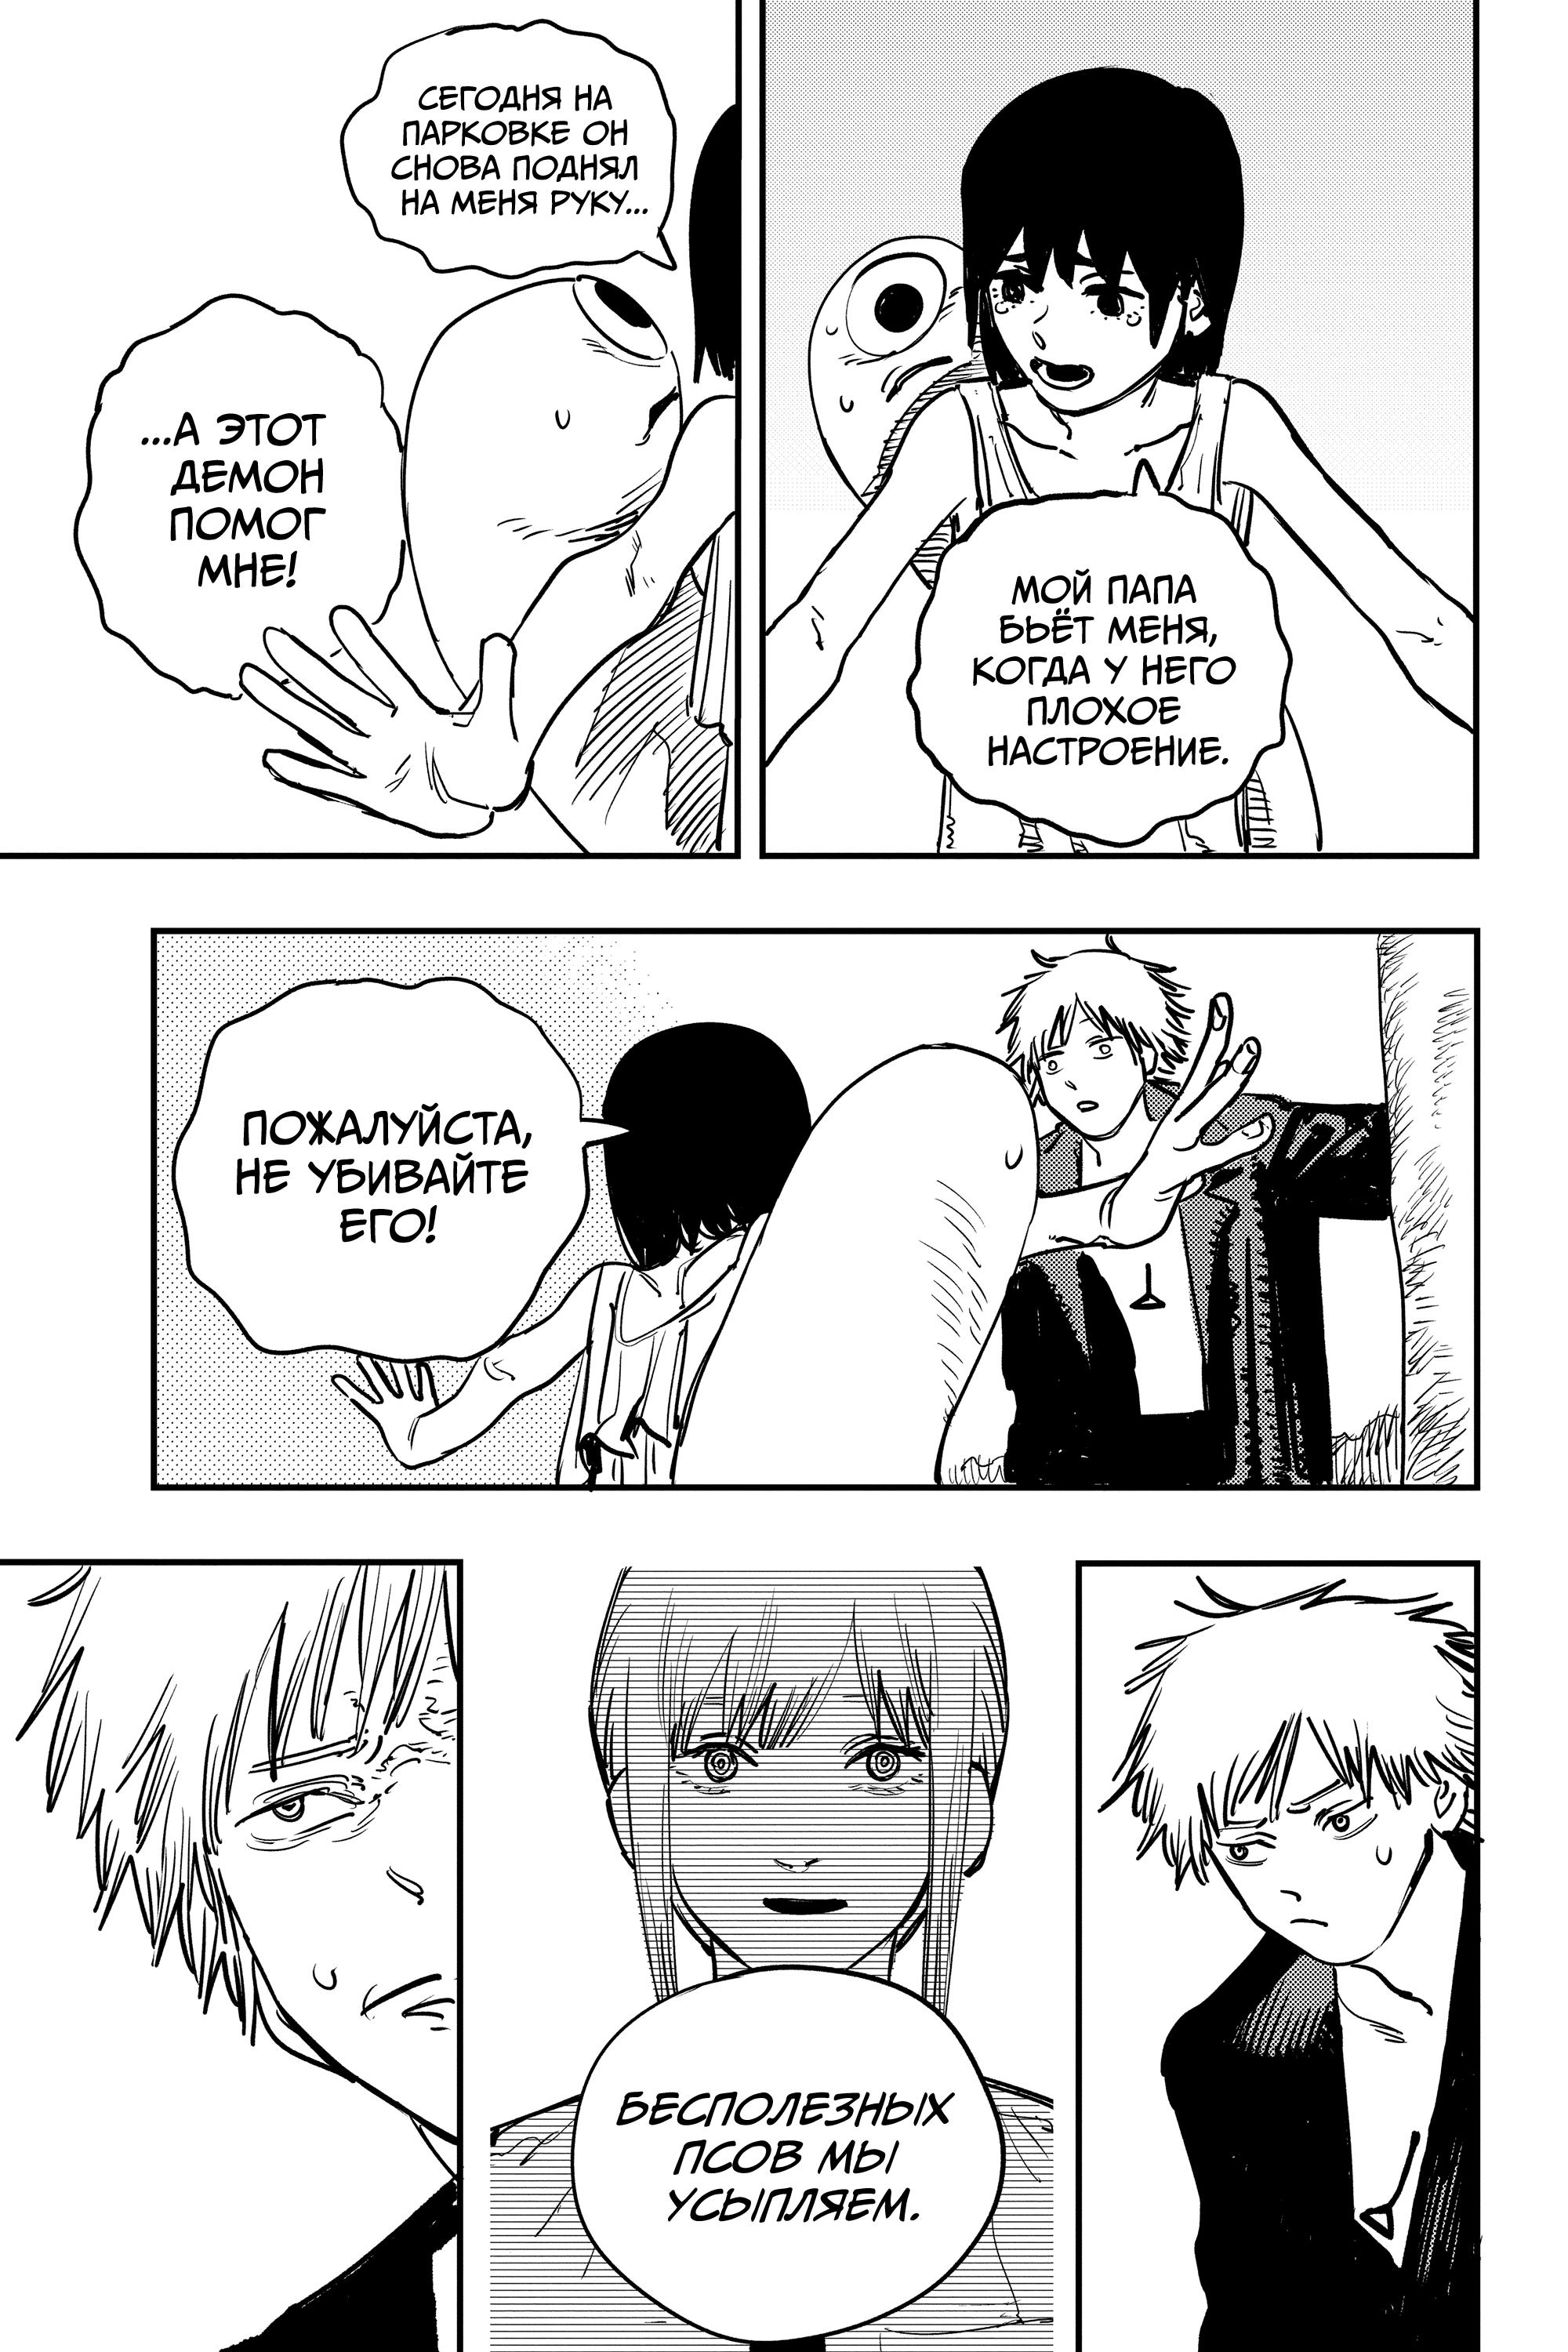 МОЙ ПАПА
БЬЁТ МЕНЯ,
КОГДА У НЕГО
ПЛОХОЕ
НАСТРОЕНИЕ.
СЕГОДНЯ НА
ПАРКОВКЕ ОН
СНОВА ПОДНЯЛ
НА МЕНЯ РУКУ...
...А ЭТОТ
ДЕМОН
ПОМОГ
МНЕ!
ПОЖАЛУЙСТА,
НЕ УБИВАЙТЕ
ЕГО!
БЕСПОЛЕЗНЫХ
ПСОВ МЫ
УСЫПЛЯЕМ.